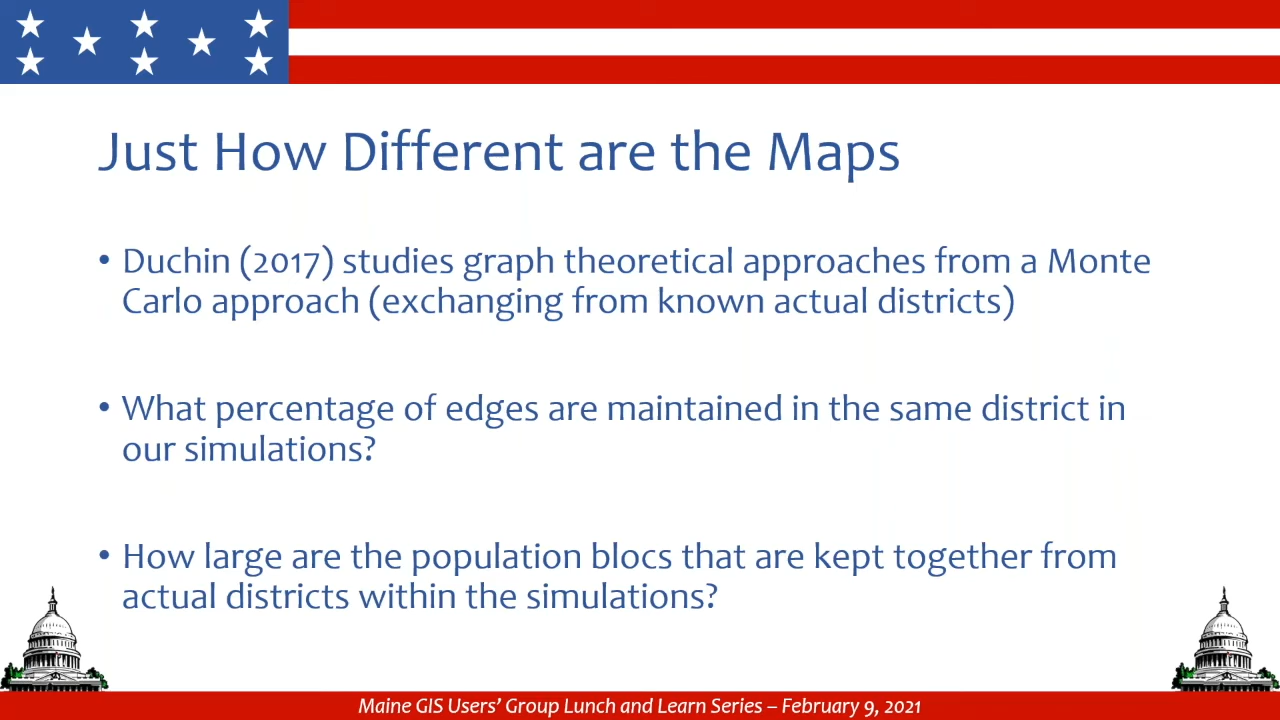 Just How Different are the Maps
• Duchin (2017) studies graph theoretical approaches from a Monte
Carlo approach (exchanging from known actual districts)
• What percentage of edges are maintained in the same district in
our simulations?
• How large are the population blocs that are kept together from
actual districts within the simulations?
Maine GIS Users’ Group Lunch and Learn Series – February 9, 2021